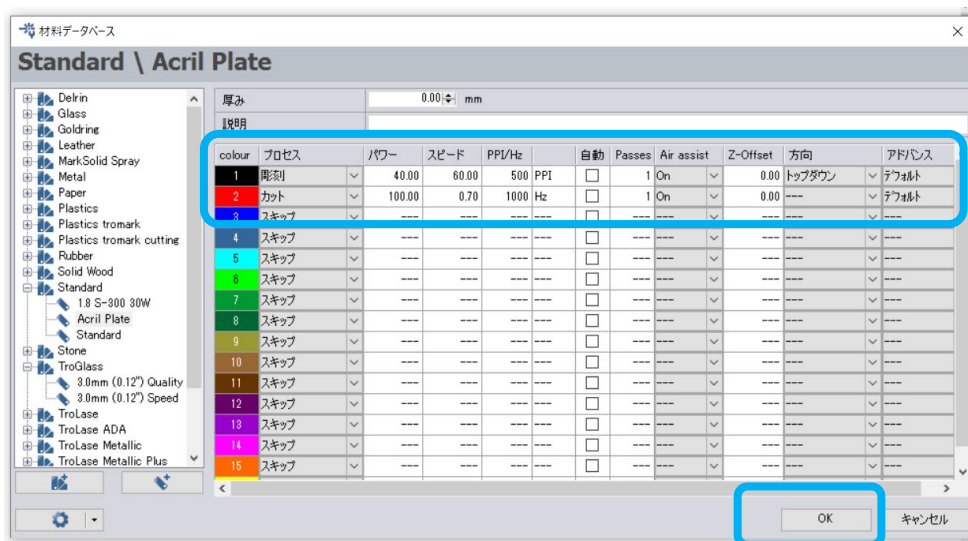 材料データベース
Standard \ Acril Plate
Delrin
Glass
Goldring
Leather
MarkSolid Spray
Metal
Paper
Plastics
Plastics tromark
Plastics tromark cutting
Rubber
Solid Wood
Standard
1.8 S-300 30W
Acril Plate
Standard
Stone
TroGlass
3.0mm (0.12") Quality
3.0mm (0.12") Speed
TroLase
TroLase ADA
TroLase Metallic
TroLase Metallic Plus
厚み 0.00 mm
説明
colour プロセス パワー スピード PPI/Hz 自動 Passes Air assist Z-Offset 方向 アドバンス
1 彫刻 40.00 60.00 500 PPI 1 On 0.00 トップダウン デフォルト
2 カット 100.00 0.70 1000 Hz 1 On 0.00 --- デフォルト
3 スキップ --- --- --- --- --- --- --- --- ---
4 スキップ --- --- --- --- --- --- --- --- ---
5 スキップ --- --- --- --- --- --- --- --- ---
6 スキップ --- --- --- --- --- --- --- --- ---
7 スキップ --- --- --- --- --- --- --- --- ---
8 スキップ --- --- --- --- --- --- --- --- ---
9 スキップ --- --- --- --- --- --- --- --- ---
10 スキップ --- --- --- --- --- --- --- --- ---
11 スキップ --- --- --- --- --- --- --- --- ---
12 スキップ --- --- --- --- --- --- --- --- ---
13 スキップ --- --- --- --- --- --- --- --- ---
14 スキップ --- --- --- --- --- --- --- --- ---
15 スキップ --- --- --- --- --- --- --- --- ---
OK キャンセル